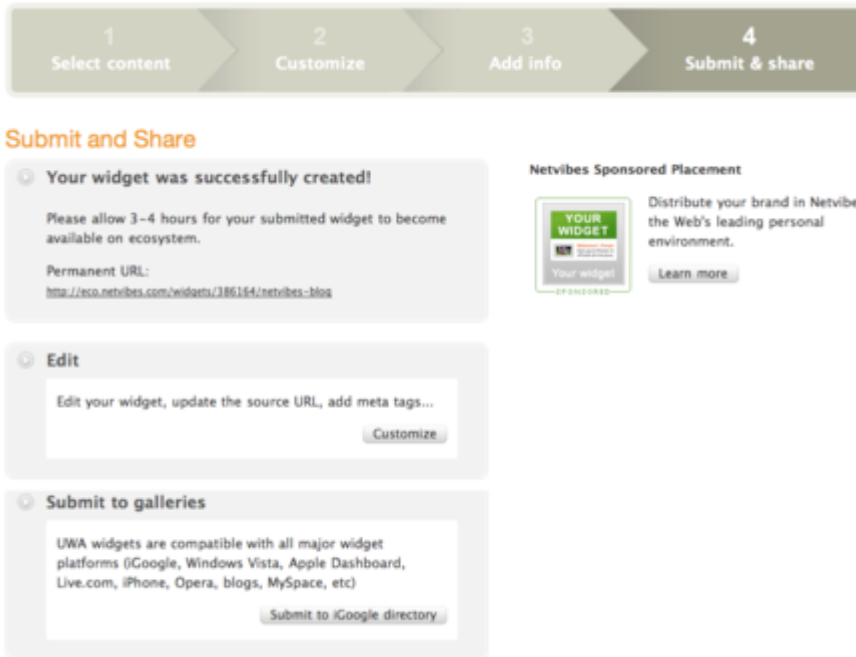 1
Select content
2
Customize
3
Add info
4
Submit & share
Submit and Share
Your widget was successfully created!
Please allow 3-4 hours for your submitted widget to become
available on ecosystem.
Permanent URL:
http://eco.netvibes.com/widgets/386164/netvibes-blog
Edit
Edit your widget, update the source URL, add meta tags...
Customize
Submit to galleries
UWA widgets are compatible with all major widget
platforms (iGoogle, Windows Vista, Apple Dashboard,
Live.com, iPhone, Opera, blogs, MySpace, etc)
Submit to iGoogle directory
Netvibes Sponsored Placement
YOUR
WIDGET
Your widget
SPONSORED
Distribute your brand in Netvibe
the Web's leading personal
environment.
Learn more